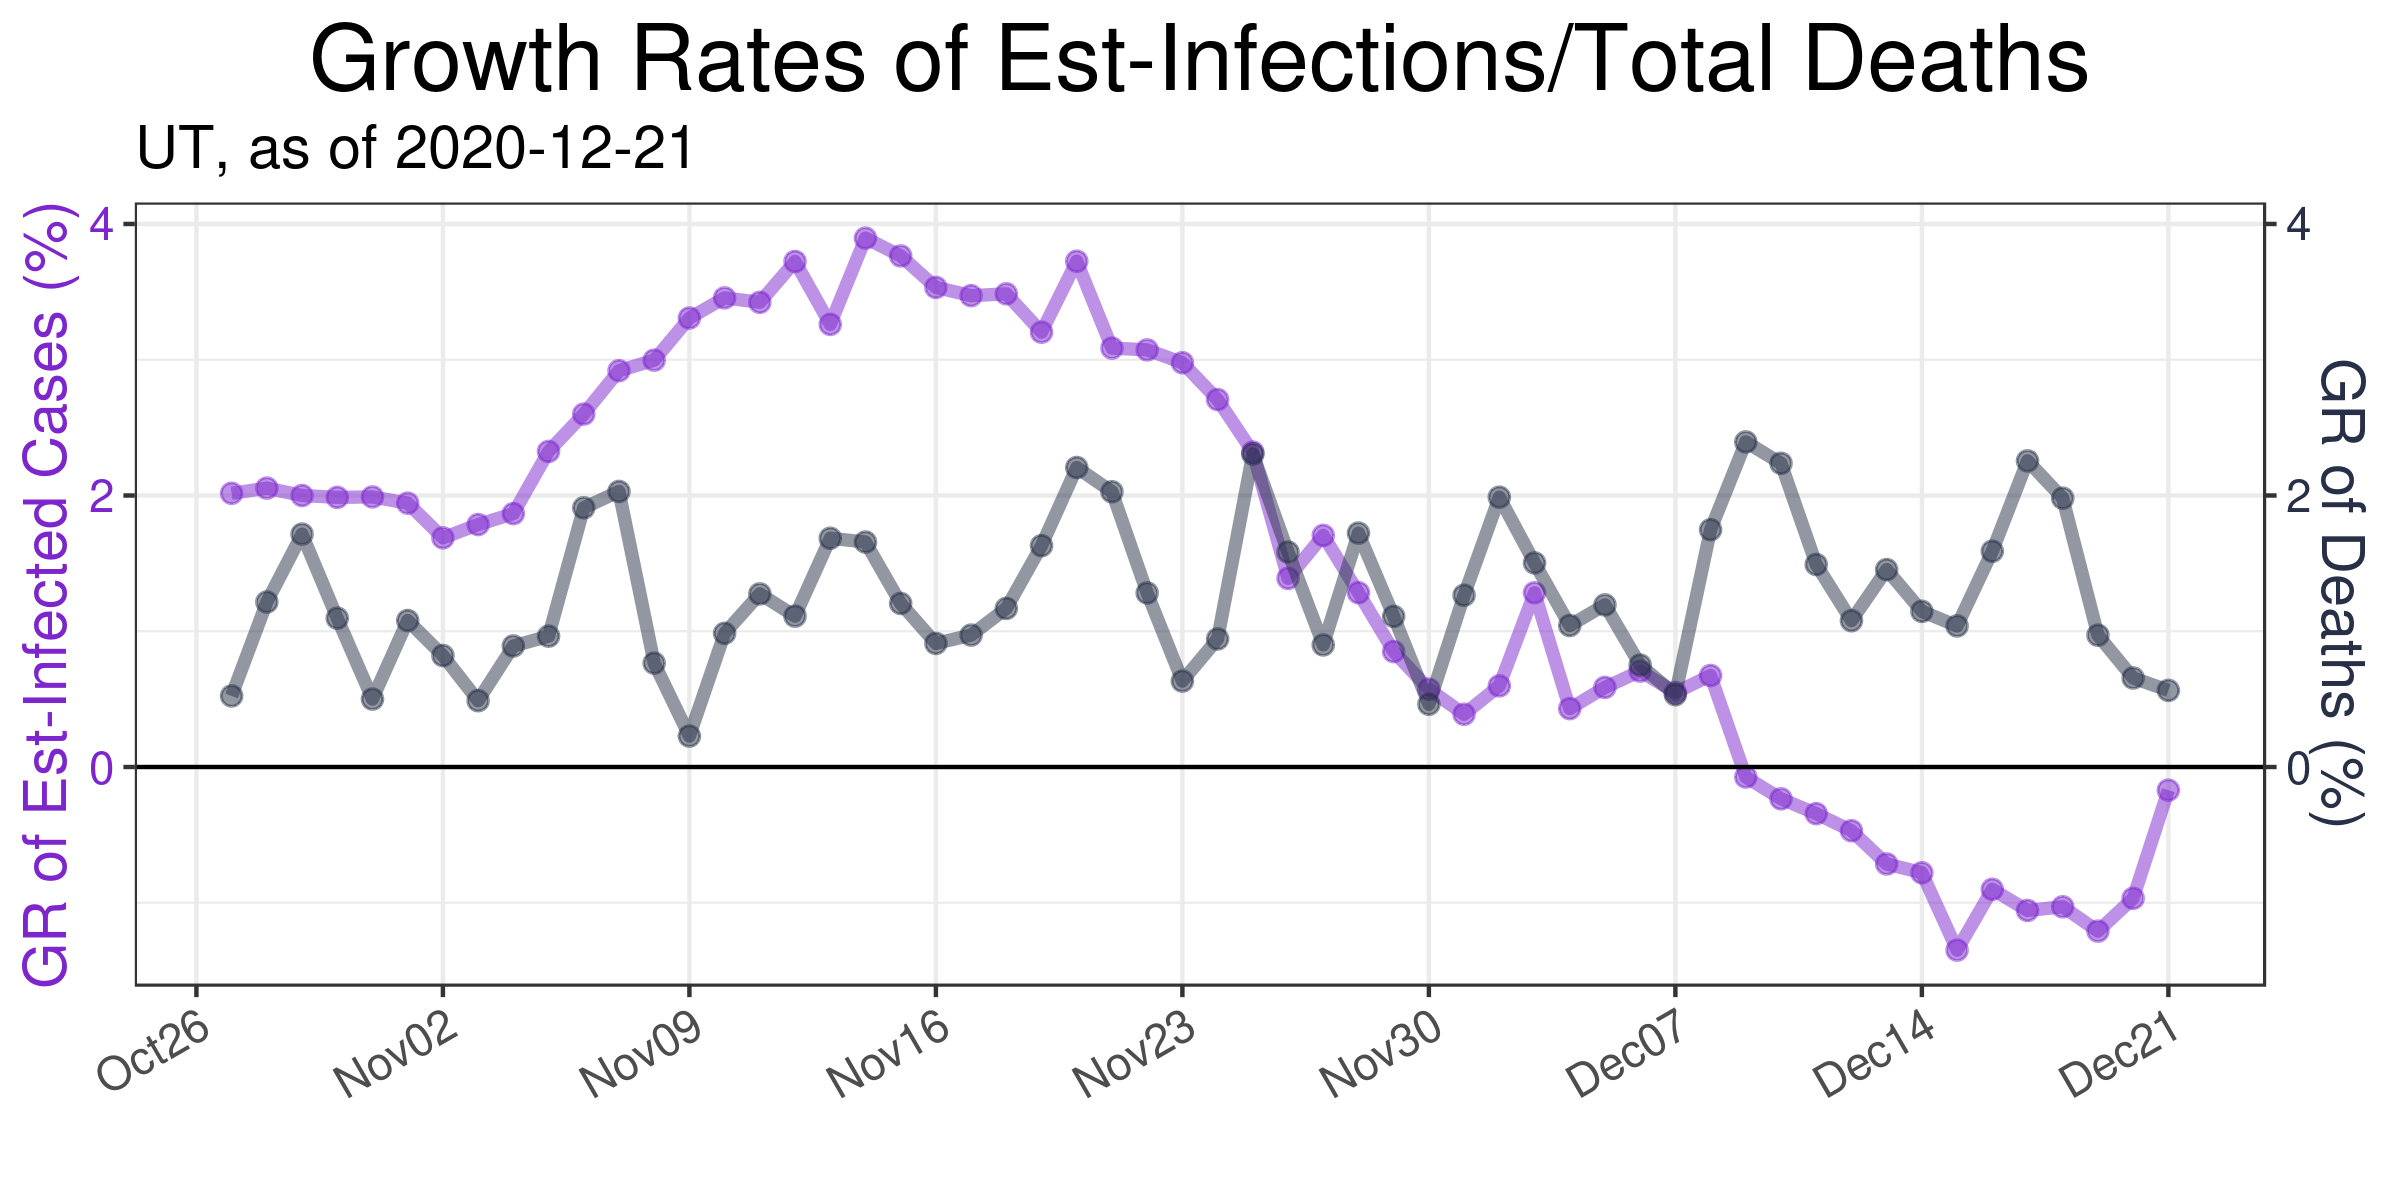 Growth Rates of Est-Infections/Total Deaths
UT, as of 2020-12-21
GR of Est-Infected Cases (%)
4
2
0
4
2
0
GR of Deaths (%)
Oct26
Nov02
Nov09
Nov16
Nov23
Nov30
Dec07
Dec14
Dec21